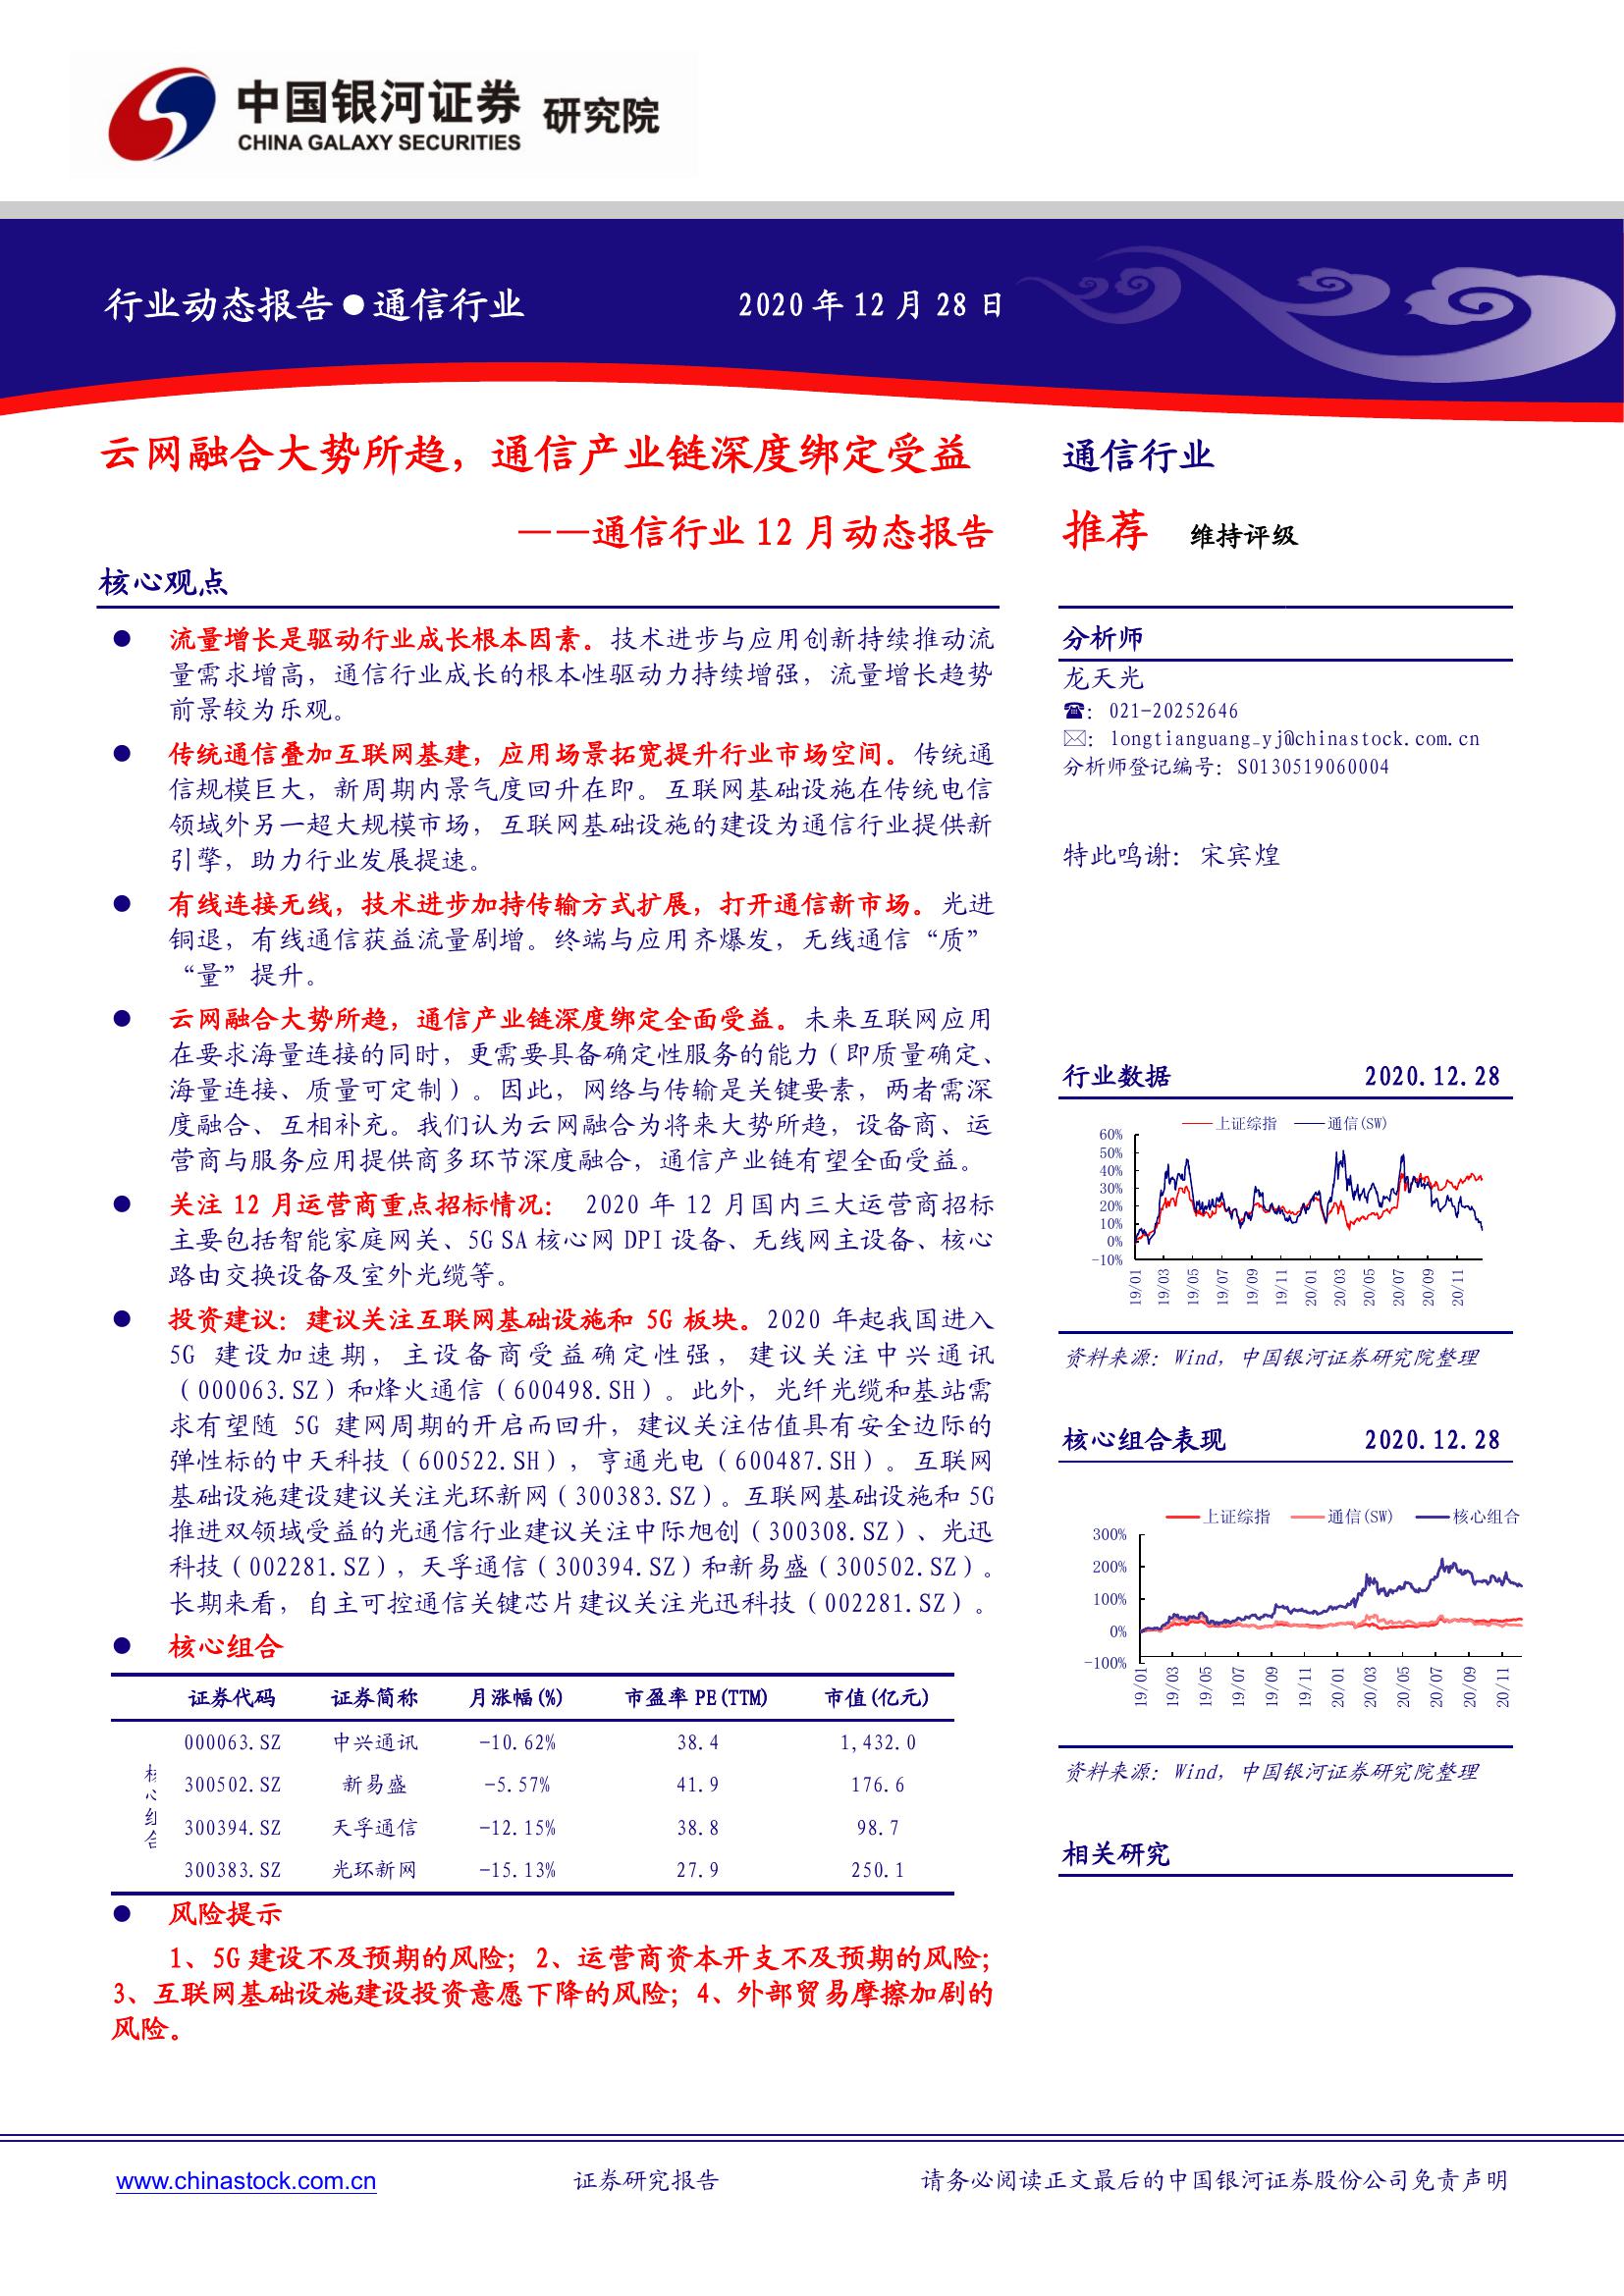 中国银河证券 研究院
CHINA GALAXY SECURITIES
行业动态报告●通信行业 2020 年 12 月 28 日
云网融合大势所趋，通信产业链深度绑定受益
——通信行业 12 月动态报告
核心观点
● 流量增长是驱动行业成长根本因素。技术进步与应用创新持续推动流
量需求增高，通信行业成长的根本性驱动力持续增强，流量增长趋势
前景较为乐观。
● 传统通信叠加互联网基建，应用场景拓宽提升行业市场空间。传统通
信规模巨大，新周期内景气度回升在即。互联网基础设施在传统电信
领域外另一超大规模市场，互联网基础设施的建设为通信行业提供新
引擎，助力行业发展提速。
● 有线连接无线，技术进步加持传输方式扩展，打开通信新市场。光进
铜退，有线通信获益流量剧增。终端与应用齐爆发，无线通信“质”
“量”提升。
● 云网融合大势所趋，通信产业链深度绑定全面受益。未来互联网应用
在要求海量连接的同时，更需要具备确定性服务的能力（即质量确定、
海量连接、质量可定制）。因此，网络与传输是关键要素，两者需深
度融合、互相补充。我们认为云网融合为将来大势所趋，设备商、运
营商与服务应用提供商多环节深度融合，通信产业链有望全面受益。
● 关注 12 月运营商重点招标情况： 2020 年 12 月国内三大运营商招标
主要包括智能家庭网关、5G SA 核心网 DPI 设备、无线网主设备、核心
路由交换设备及室外光缆等。
● 投资建议：建议关注互联网基础设施和 5G 板块。2020 年起我国进入
5G 建设加速期，主设备商受益确定性强，建议关注中兴通讯
（000063.SZ）和烽火通信（600498.SH）。此外，光纤光缆和基站需
求有望随 5G 建网周期的开启而回升，建议关注估值具有安全边际的
弹性标的中天科技（600522.SH），亨通光电（600487.SH）。互联网
基础设施建设建议关注光环新网（300383.SZ）。互联网基础设施和 5G
推进双领域受益的光通信行业建议关注中际旭创（300308.SZ）、光迅
科技（002281.SZ），天孚通信（300394.SZ）和新易盛（300502.SZ）。
长期来看，自主可控通信关键芯片建议关注光迅科技（002281.SZ）。
● 核心组合
证券代码 证券简称 月涨幅(%) 市盈率 PE(TTM) 市值(亿元)
核心组合
000063.SZ 中兴通讯 -10.62% 38.4 1,432.0
300502.SZ 新易盛 -5.57% 41.9 176.6
300394.SZ 天孚通信 -12.15% 38.8 98.7
300383.SZ 光环新网 -15.13% 27.9 250.1
● 风险提示
1、5G 建设不及预期的风险；2、运营商资本开支不及预期的风险；
3、互联网基础设施建设投资意愿下降的风险；4、外部贸易摩擦加剧的
风险。
通信行业
推荐 维持评级
分析师
龙天光
☎：021-20252646
✉：longtianguang_yj@chinastock.com.cn
分析师登记编号：S0130519060004
特此鸣谢：宋宾煌
行业数据 2020.12.28
上证综指 通信(SW)
60%
50%
40%
30%
20%
10%
0%
-10%
19/01 19/03 19/05 19/07 19/09 19/11 20/01 20/03 20/05 20/07 20/09 20/11
资料来源：Wind，中国银河证券研究院整理
核心组合表现 2020.12.28
上证综指 通信(SW) 核心组合
300%
200%
100%
0%
-100%
19/01 19/03 19/05 19/07 19/09 19/11 20/01 20/03 20/05 20/07 20/09 20/11
资料来源：Wind，中国银河证券研究院整理
相关研究
www.chinastock.com.cn 证券研究报告 请务必阅读正文最后的中国银河证券股份公司免责声明